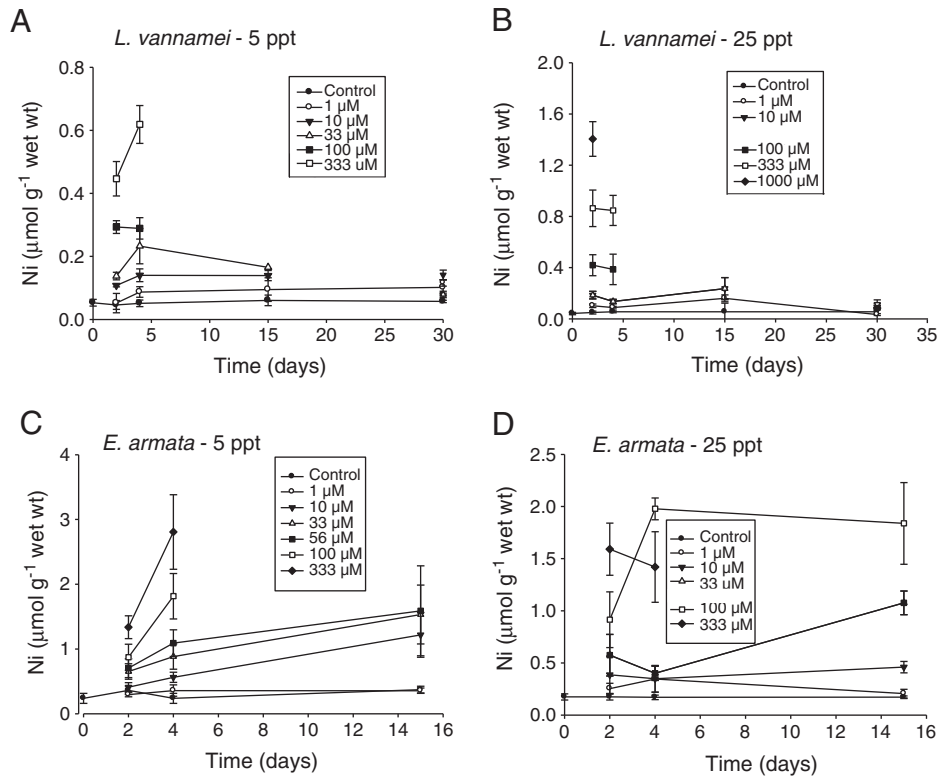 A
L. vannamei - 5 ppt
Ni (µmol g⁻¹ wet wt)
0.8
0.6
0.4
0.2
0.0
Control
1 µM
10 µM
33 µM
100 µM
333 uM
0 5 10 15 20 25 30
Time (days)
B
L. vannamei - 25 ppt
Ni (µmol g⁻¹ wet wt)
2.0
1.6
1.2
0.8
0.4
0.0
Control
1 µM
10 µM
100 µM
333 µM
1000 µM
0 5 10 15 20 25 30 35
Time (days)
C
E. armata - 5 ppt
Ni (µmol g⁻¹ wet wt)
4
3
2
1
0
Control
1 µM
10 µM
33 µM
56 µM
100 µM
333 µM
0 2 4 6 8 10 12 14 16
Time (days)
D
E. armata - 25 ppt
Ni (µmol g⁻¹ wet wt)
2.5
2.0
1.5
1.0
0.5
0.0
Control
1 µM
10 µM
33 uM
100 µM
333 µM
0 2 4 6 8 10 12 14 16
Time (days)